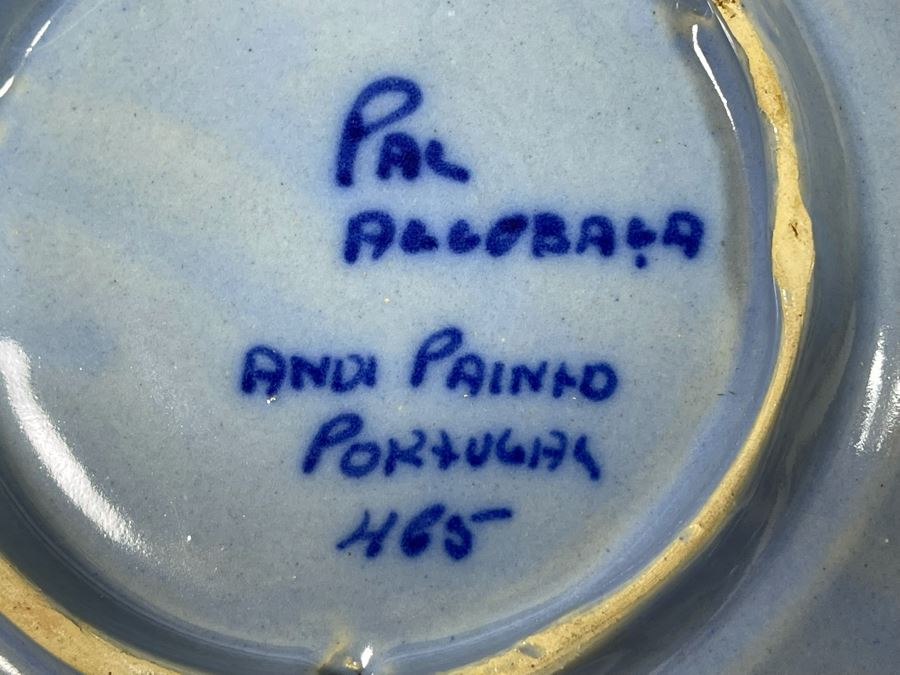 PAL
ALCOBAÇA
ANDI PAINTD
PORTUGAL
465